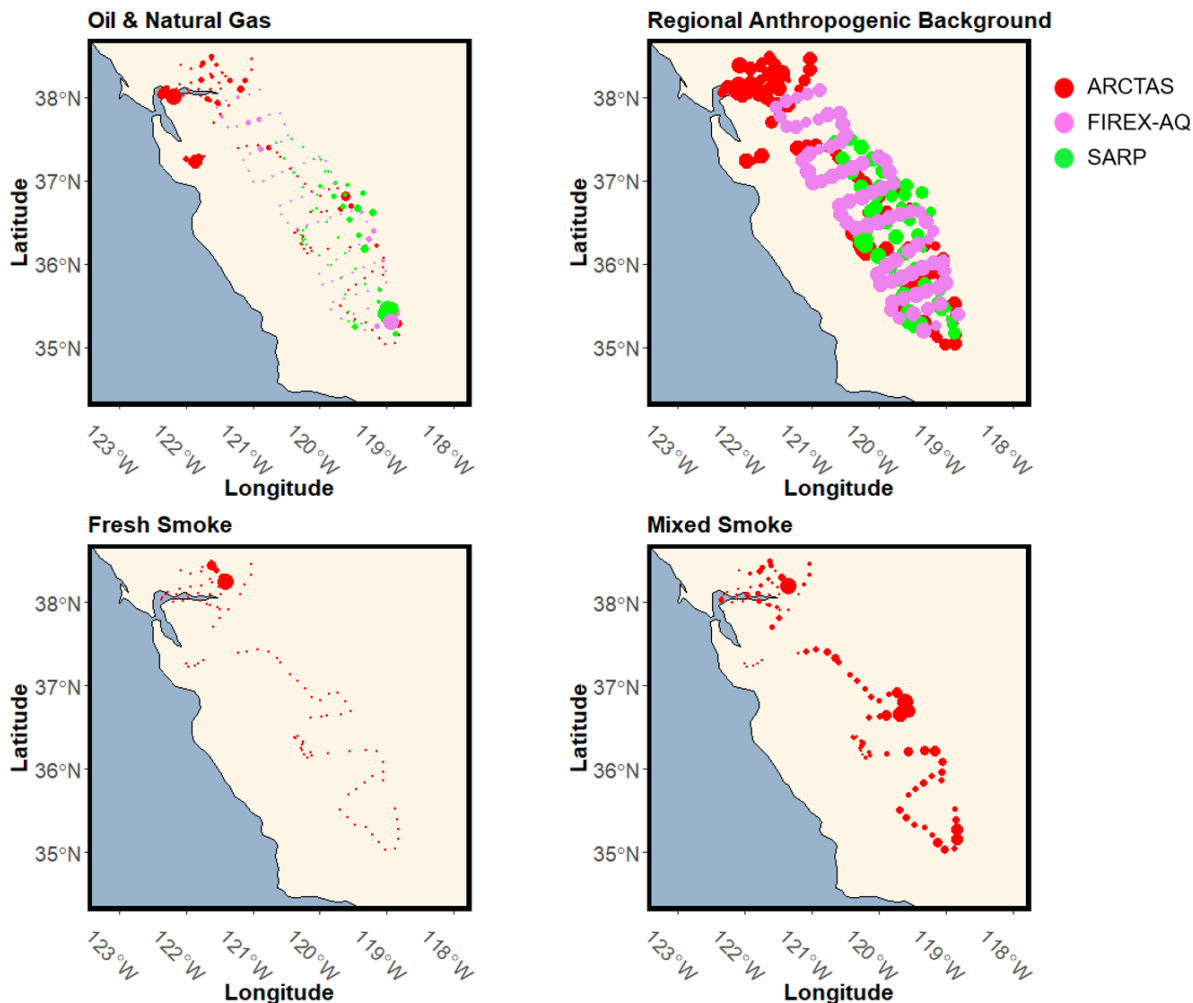 Oil & Natural Gas
Regional Anthropogenic Background
ARCTAS
FIREX-AQ
SARP
38°N
37°N
36°N
35°N
Latitude
123°W
122°W
121°W
120°W
119°W
118°W
Longitude
38°N
37°N
36°N
35°N
Latitude
123°W
122°W
121°W
120°W
119°W
118°W
Longitude
Fresh Smoke
Mixed Smoke
38°N
37°N
36°N
35°N
Latitude
123°W
122°W
121°W
120°W
119°W
118°W
Longitude
38°N
37°N
36°N
35°N
Latitude
123°W
122°W
121°W
120°W
119°W
118°W
Longitude